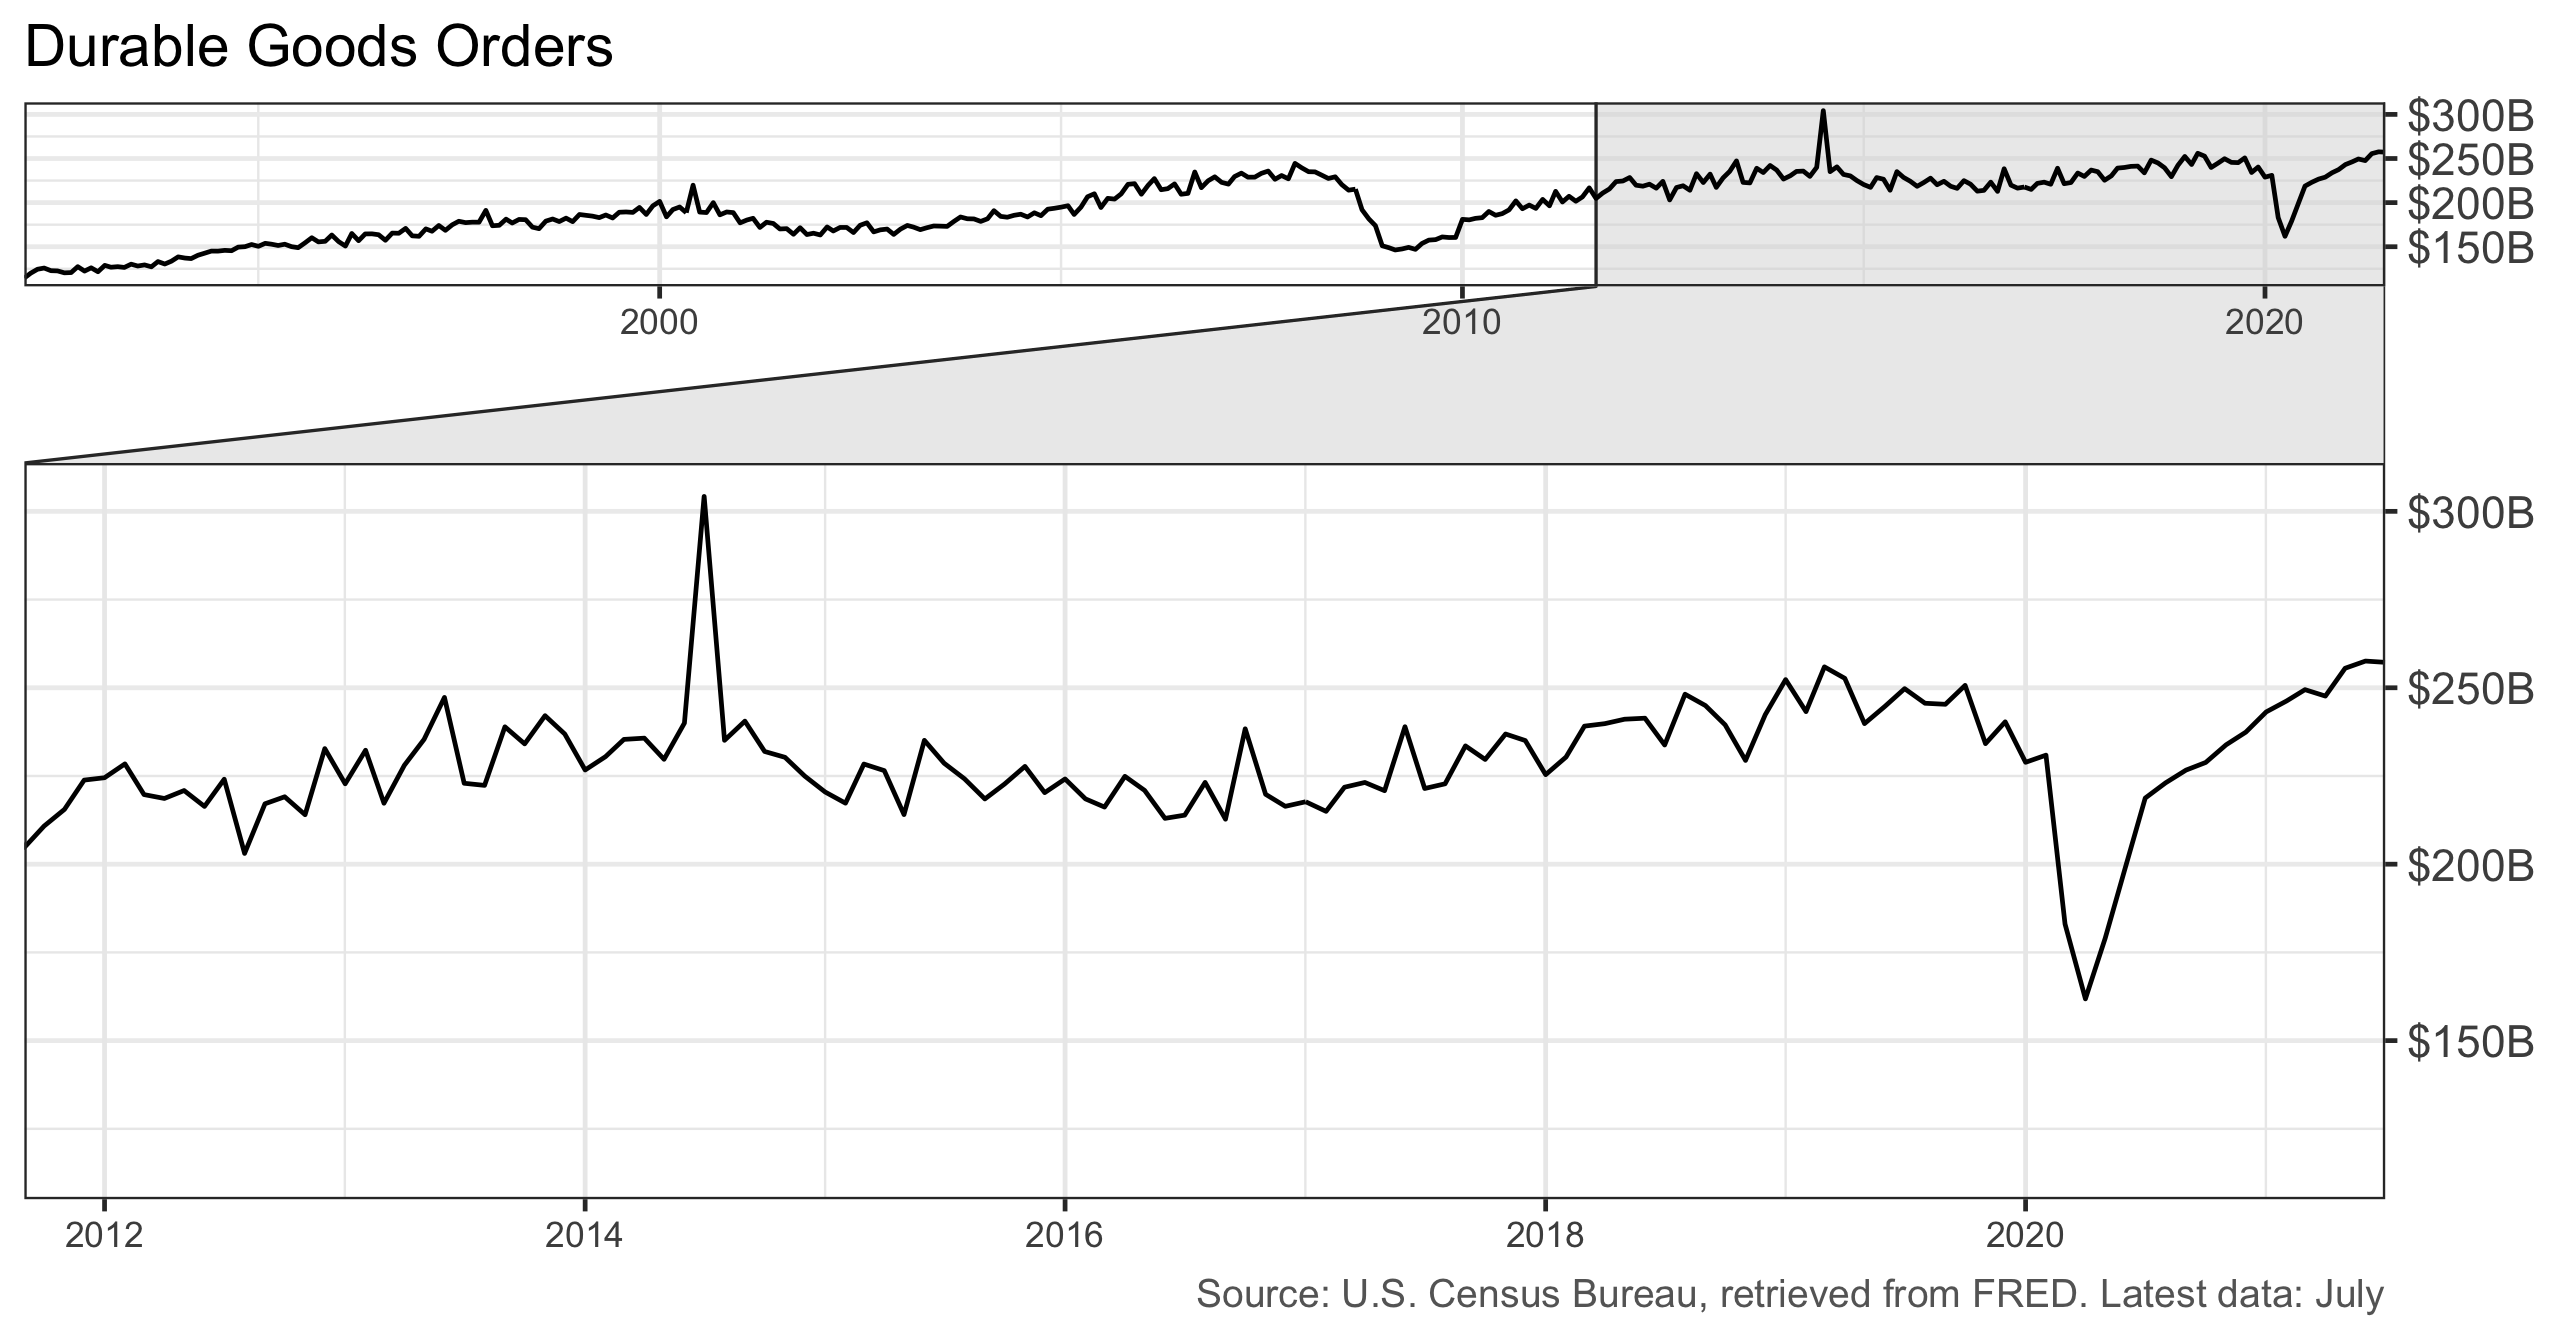 Durable Goods Orders
$300B
$250B
$200B
$150B
2000 2010 2020
$300B
$250B
$200B
$150B
2012 2014 2016 2018 2020
Source: U.S. Census Bureau, retrieved from FRED. Latest data: July